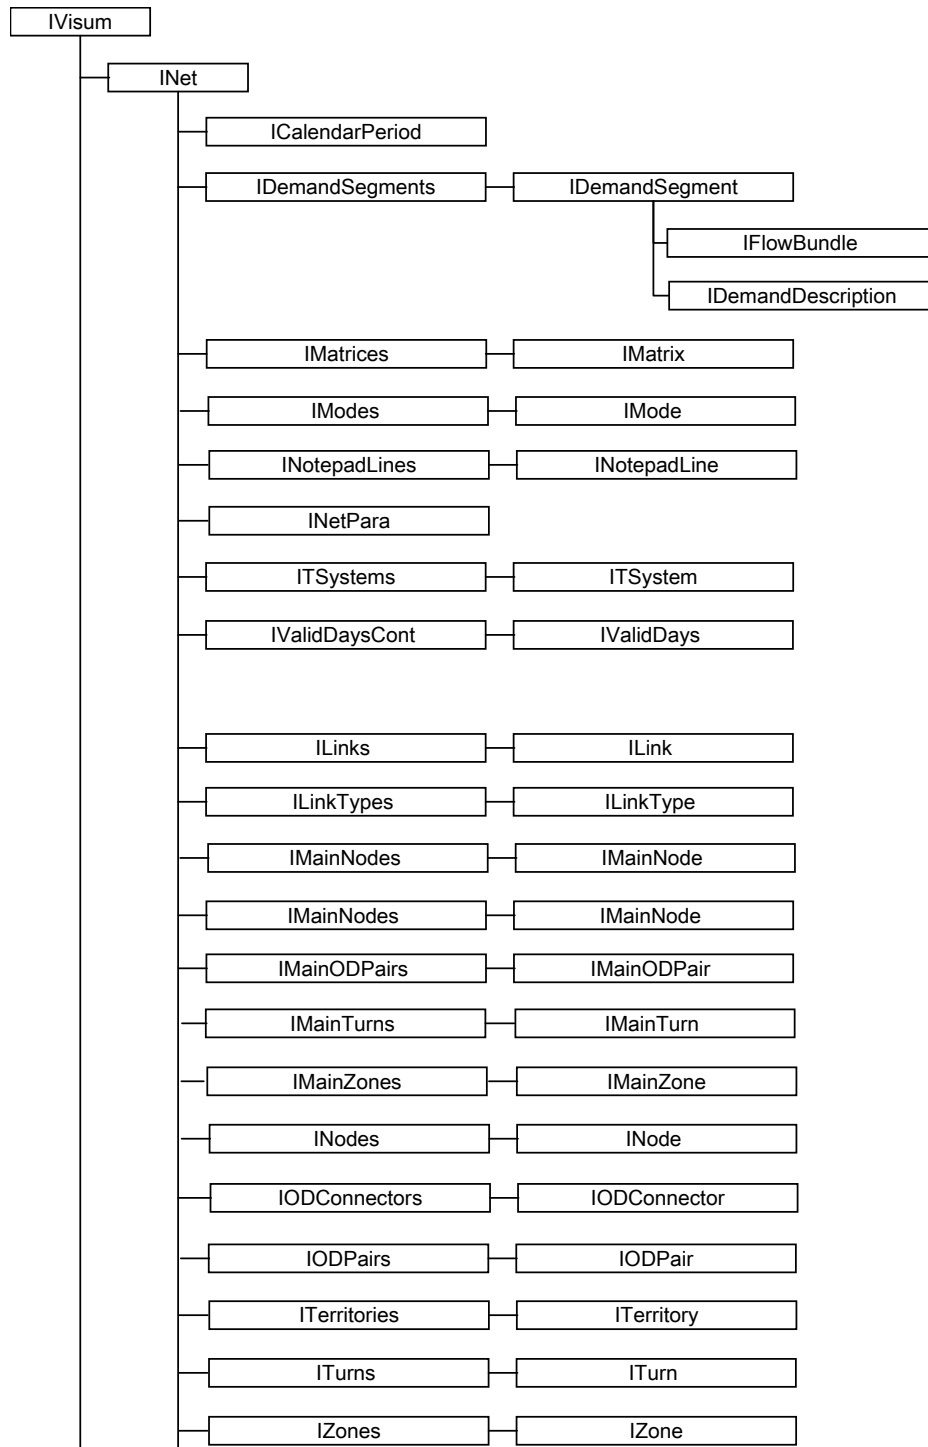 IVisum
INet
ICalendarPeriod
IDemandSegments IDemandSegment
IFlowBundle
IDemandDescription
IMatrices IMatrix
IModes IMode
INotepadLines INotepadLine
INetPara
ITSystems ITSystem
IValidDaysCont IValidDays
ILinks ILink
ILinkTypes ILinkType
IMainNodes IMainNode
IMainNodes IMainNode
IMainODPairs IMainODPair
IMainTurns IMainTurn
IMainZones IMainZone
INodes INode
IODConnectors IODConnector
IODPairs IODPair
ITerritories ITerritory
ITurns ITurn
IZones IZone